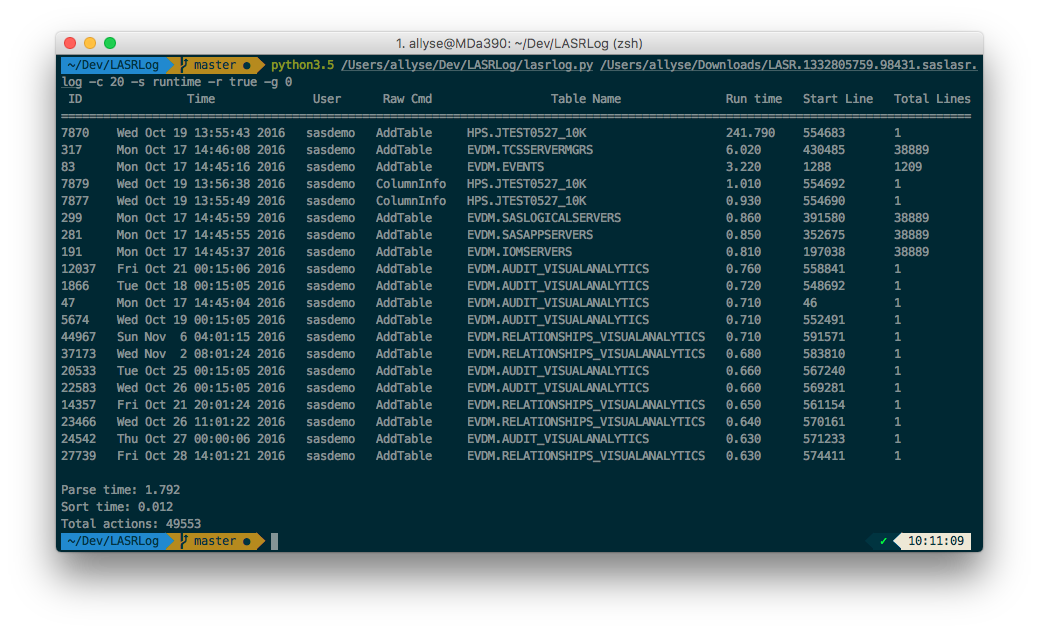 1. allyse@MDa390: ~/Dev/LASRLog (zsh)
~/Dev/LASRLog master ● python3.5 /Users/allyse/Dev/LASRLog/lasrlog.py /Users/allyse/Downloads/LASR.1332805759.98431.saslasr.
log -c 20 -s runtime -r true -g 0
ID Time User Raw Cmd Table Name Run time Start Line Total Lines
================================================================================
7870 Wed Oct 19 13:55:43 2016 sasdemo AddTable HPS.JTEST0527_10K 241.790 554683 1
317 Mon Oct 17 14:46:08 2016 sasdemo AddTable EVDM.TCSSERVERMGRS 6.020 430485 38889
83 Mon Oct 17 14:45:16 2016 sasdemo AddTable EVDM.EVENTS 3.220 1288 1209
7879 Wed Oct 19 13:56:38 2016 sasdemo ColumnInfo HPS.JTEST0527_10K 1.010 554692 1
7877 Wed Oct 19 13:55:49 2016 sasdemo ColumnInfo HPS.JTEST0527_10K 0.930 554690 1
299 Mon Oct 17 14:45:59 2016 sasdemo AddTable EVDM.SASLOGICALSERVERS 0.860 391580 38889
281 Mon Oct 17 14:45:55 2016 sasdemo AddTable EVDM.SASAPPSERVERS 0.850 352675 38889
191 Mon Oct 17 14:45:37 2016 sasdemo AddTable EVDM.IOMSERVERS 0.810 197038 38889
12037 Fri Oct 21 00:15:06 2016 sasdemo AddTable EVDM.AUDIT_VISUALANALYTICS 0.760 558841 1
1866 Tue Oct 18 00:15:05 2016 sasdemo AddTable EVDM.AUDIT_VISUALANALYTICS 0.720 548692 1
47 Mon Oct 17 14:45:04 2016 sasdemo AddTable EVDM.AUDIT_VISUALANALYTICS 0.710 46 1
5674 Wed Oct 19 00:15:05 2016 sasdemo AddTable EVDM.AUDIT_VISUALANALYTICS 0.710 552491 1
44967 Sun Nov 6 04:01:15 2016 sasdemo AddTable EVDM.RELATIONSHIPS_VISUALANALYTICS 0.710 591571 1
37173 Wed Nov 2 08:01:24 2016 sasdemo AddTable EVDM.RELATIONSHIPS_VISUALANALYTICS 0.680 583810 1
20533 Tue Oct 25 00:15:05 2016 sasdemo AddTable EVDM.AUDIT_VISUALANALYTICS 0.660 567240 1
22583 Wed Oct 26 00:15:05 2016 sasdemo AddTable EVDM.AUDIT_VISUALANALYTICS 0.660 569281 1
14357 Fri Oct 21 20:01:24 2016 sasdemo AddTable EVDM.RELATIONSHIPS_VISUALANALYTICS 0.650 561154 1
23466 Wed Oct 26 11:01:22 2016 sasdemo AddTable EVDM.RELATIONSHIPS_VISUALANALYTICS 0.640 570161 1
24542 Thu Oct 27 00:00:06 2016 sasdemo AddTable EVDM.AUDIT_VISUALANALYTICS 0.630 571233 1
27739 Fri Oct 28 14:01:21 2016 sasdemo AddTable EVDM.RELATIONSHIPS_VISUALANALYTICS 0.630 574411 1
Parse time: 1.792
Sort time: 0.012
Total actions: 49553
~/Dev/LASRLog master ● ✓ 10:11:09